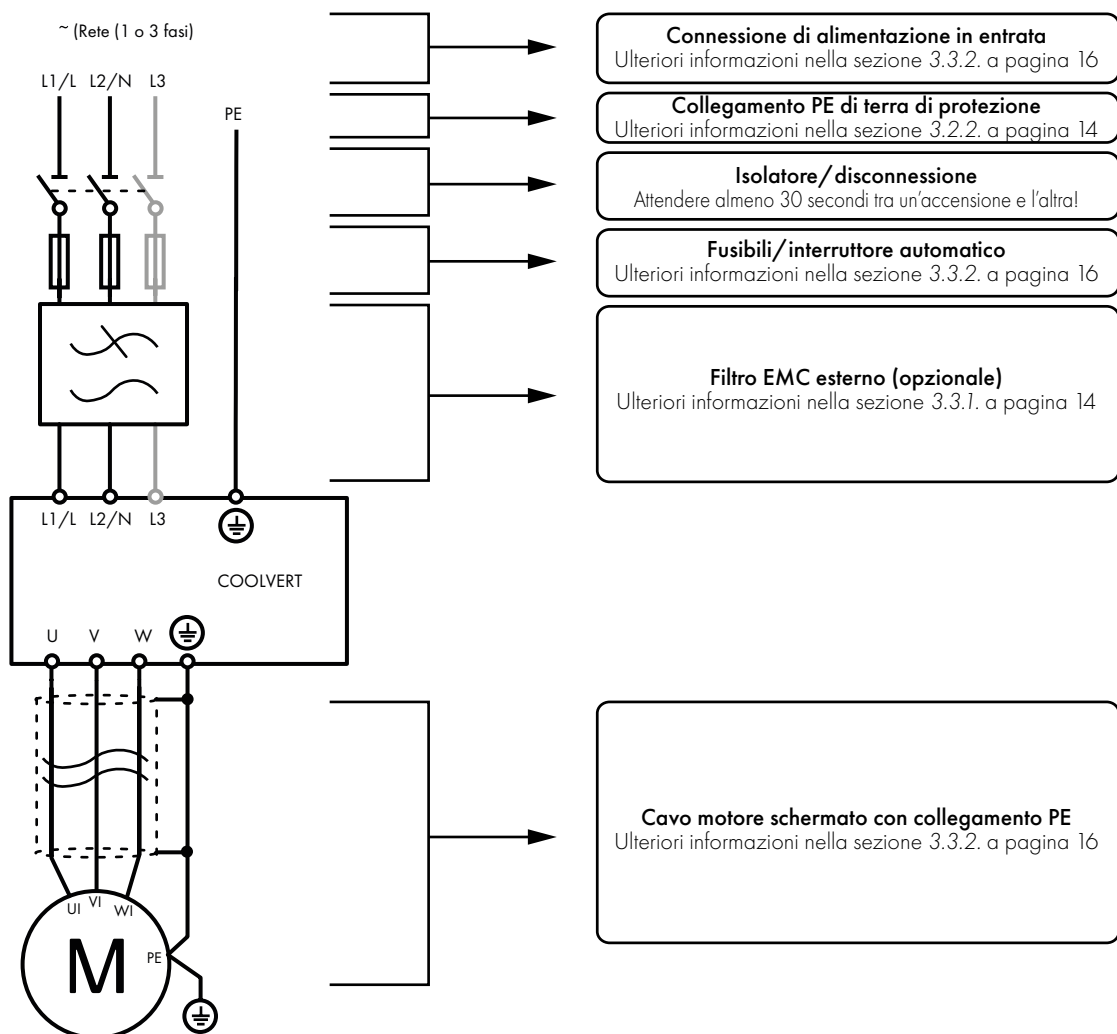 ~ (Rete (1 o 3 fasi)
L1/L L2/N L3
PE
L1/L L2/N L3
COOLVERT
U V W
U1 V1 W1
M
PE
Connessione di alimentazione in entrata
Ulteriori informazioni nella sezione 3.3.2. a pagina 16
Collegamento PE di terra di protezione
Ulteriori informazioni nella sezione 3.2.2. a pagina 14
Isolatore/disconnessione
Attendere almeno 30 secondi tra un'accensione e l'altra!
Fusibili/interruttore automatico
Ulteriori informazioni nella sezione 3.3.2. a pagina 16
Filtro EMC esterno (opzionale)
Ulteriori informazioni nella sezione 3.3.1. a pagina 14
Cavo motore schermato con collegamento PE
Ulteriori informazioni nella sezione 3.3.2. a pagina 16